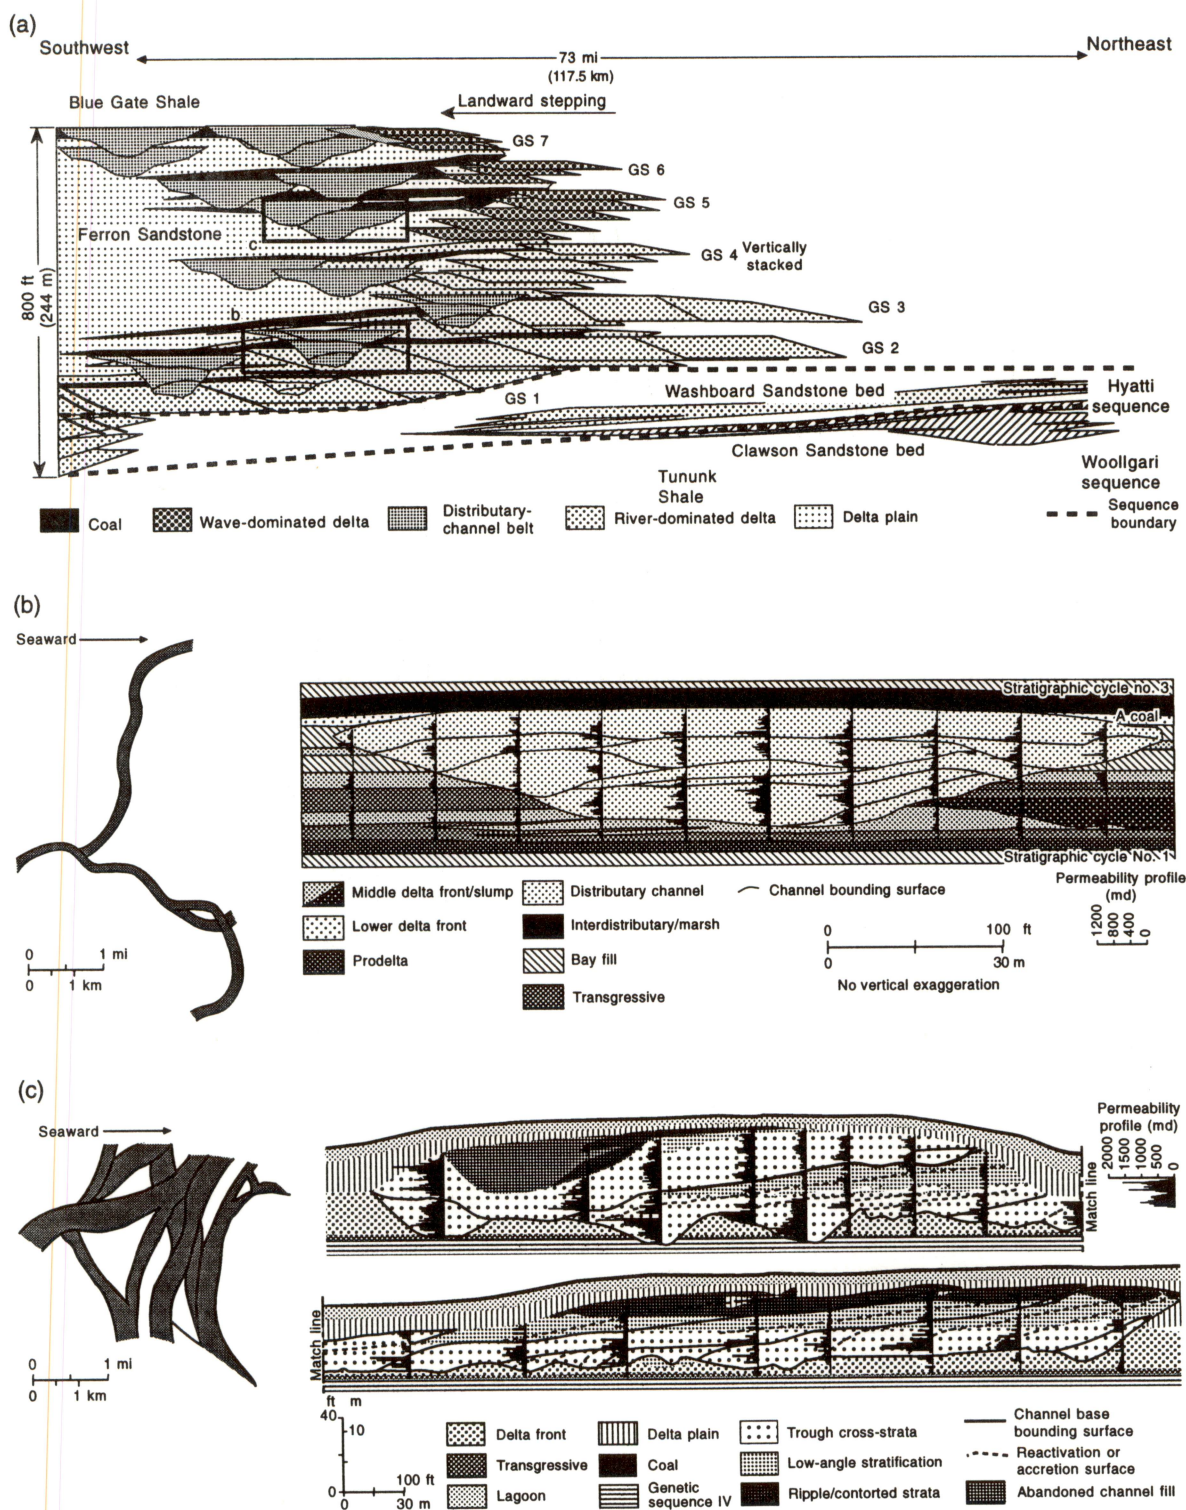 (a)
Southwest
Northeast
73 mi
(117.5 km)
Blue Gate Shale
Landward stepping
GS 7
GS 6
GS 5
Ferron Sandstone
c
GS 4 Vertically
stacked
800 ft
(244 m)
b
GS 3
GS 2
GS 1
Washboard Sandstone bed
Hyatti
sequence
Clawson Sandstone bed
Woollgari
sequence
Tununk
Shale
Coal
Wave-dominated delta
Distributary-
channel belt
River-dominated delta
Delta plain
Sequence
boundary
(b)
Seaward
Stratigraphic cycle no. 3
A coal
Stratigraphic cycle No. 1
0 1 mi
0 1 km
Middle delta front/slump
Distributary channel
Channel bounding surface
Permeability profile
(md)
1200
800
400
0
Lower delta front
Interdistributary/marsh
0 100 ft
0 30 m
No vertical exaggeration
Prodelta
Bay fill
Transgressive
(c)
Seaward
Permeability
profile (md)
2000
1500
1000
500
0
Match line
Match line
0 1 mi
0 1 km
ft m
40
10
0
100 ft
0 30 m
Delta front
Delta plain
Trough cross-strata
Channel base
bounding surface
Transgressive
Coal
Low-angle stratification
Reactivation or
accretion surface
Lagoon
Genetic
sequence IV
Ripple/contorted strata
Abandoned channel fill